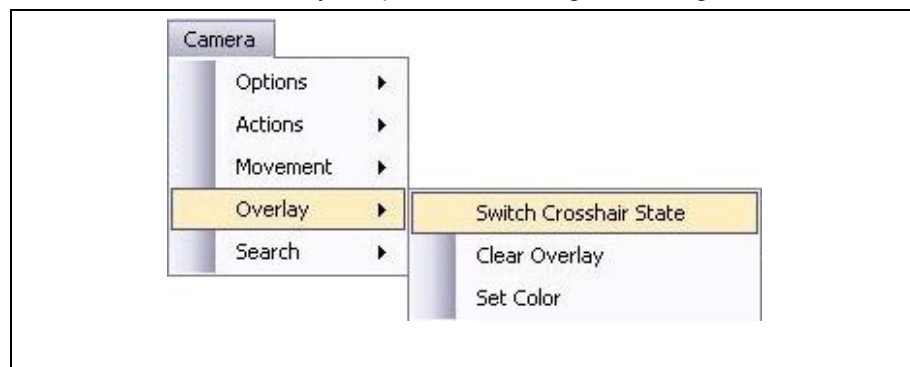 Camera
Options
Actions
Movement
Overlay
Search
Switch Crosshair State
Clear Overlay
Set Color